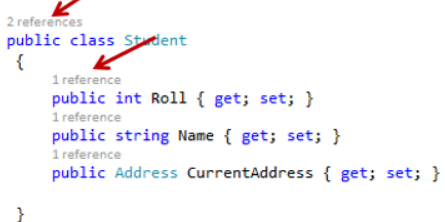 2 references
public class Student
{
1 reference
public int Roll { get; set; }
1 reference
public string Name { get; set; }
1 reference
public Address CurrentAddress { get; set; }
}